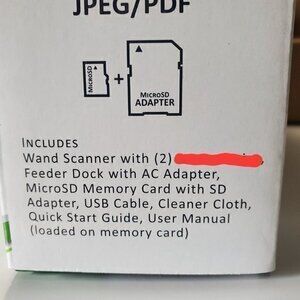 JPEG/PDF
MICROSD
+
MICROSD
ADAPTER
INCLUDES
Wand Scanner with (2)
Feeder Dock with AC Adapter,
MicroSD Memory Card with SD
Adapter, USB Cable, Cleaner Cloth,
Quick Start Guide, User Manual
(loaded on memory card)